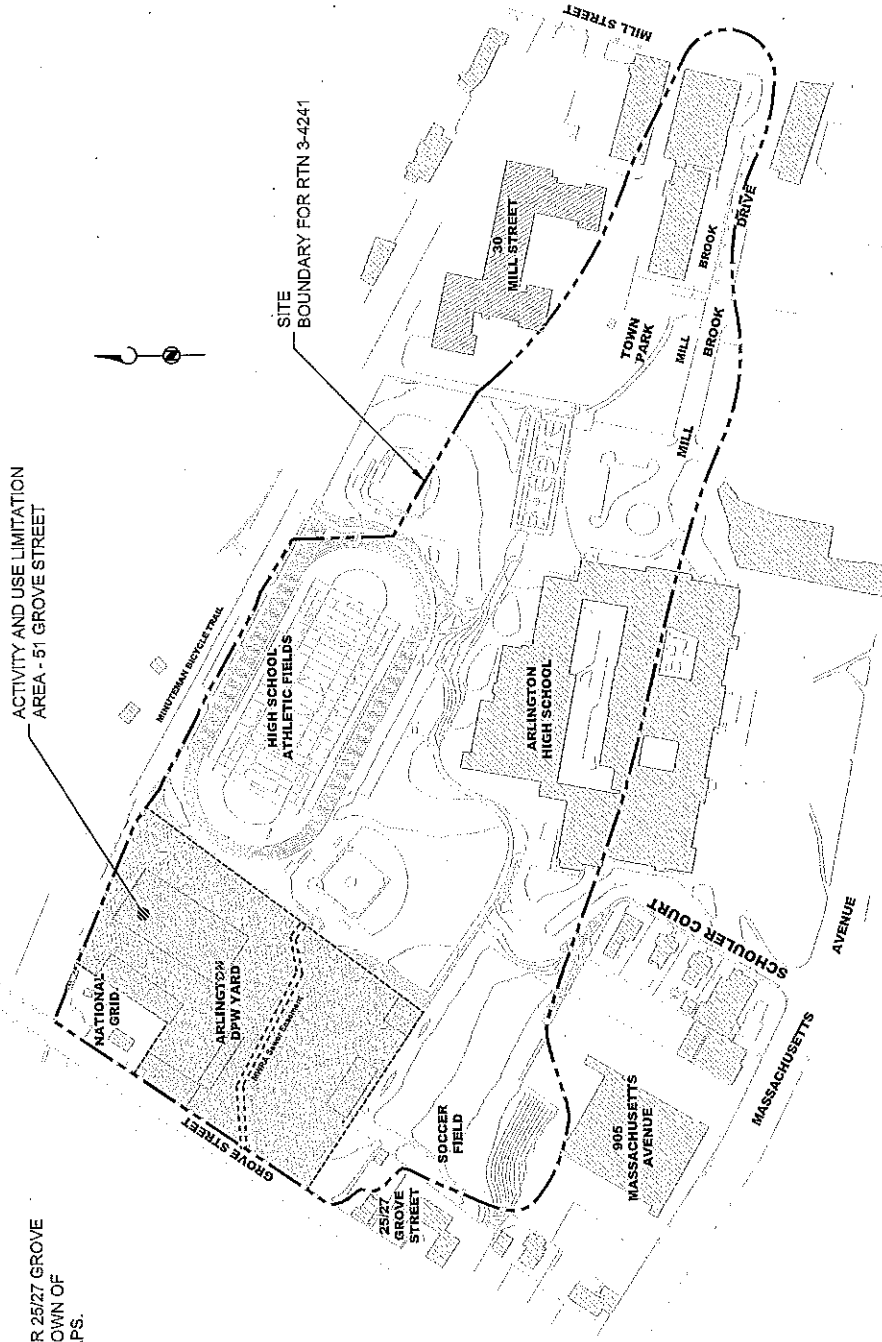 R 25/27 GROVE
OWN OF
PS.
ACTIVITY AND USE LIMITATION
AREA - 51 GROVE STREET
SITE
BOUNDARY FOR RTN 3-4241
MILL STREET
N
MINUTEMAN BICYCLE TRAIL
30
MILL STREET
NATIONAL
GRID
HIGH SCHOOL
ATHLETIC FIELDS
ARLINGTON
DPW YARD
MWRA Sewer Easement
GROVE STREET
TOWN
PARK
MILL BROOK
MILL BROOK DRIVE
ARLINGTON
HIGH SCHOOL
SOCCER
FIELD
25/27
GROVE
STREET
SCHOULER COURT
905
MASSACHUSETTS
AVENUE
MASSACHUSETTS AVENUE